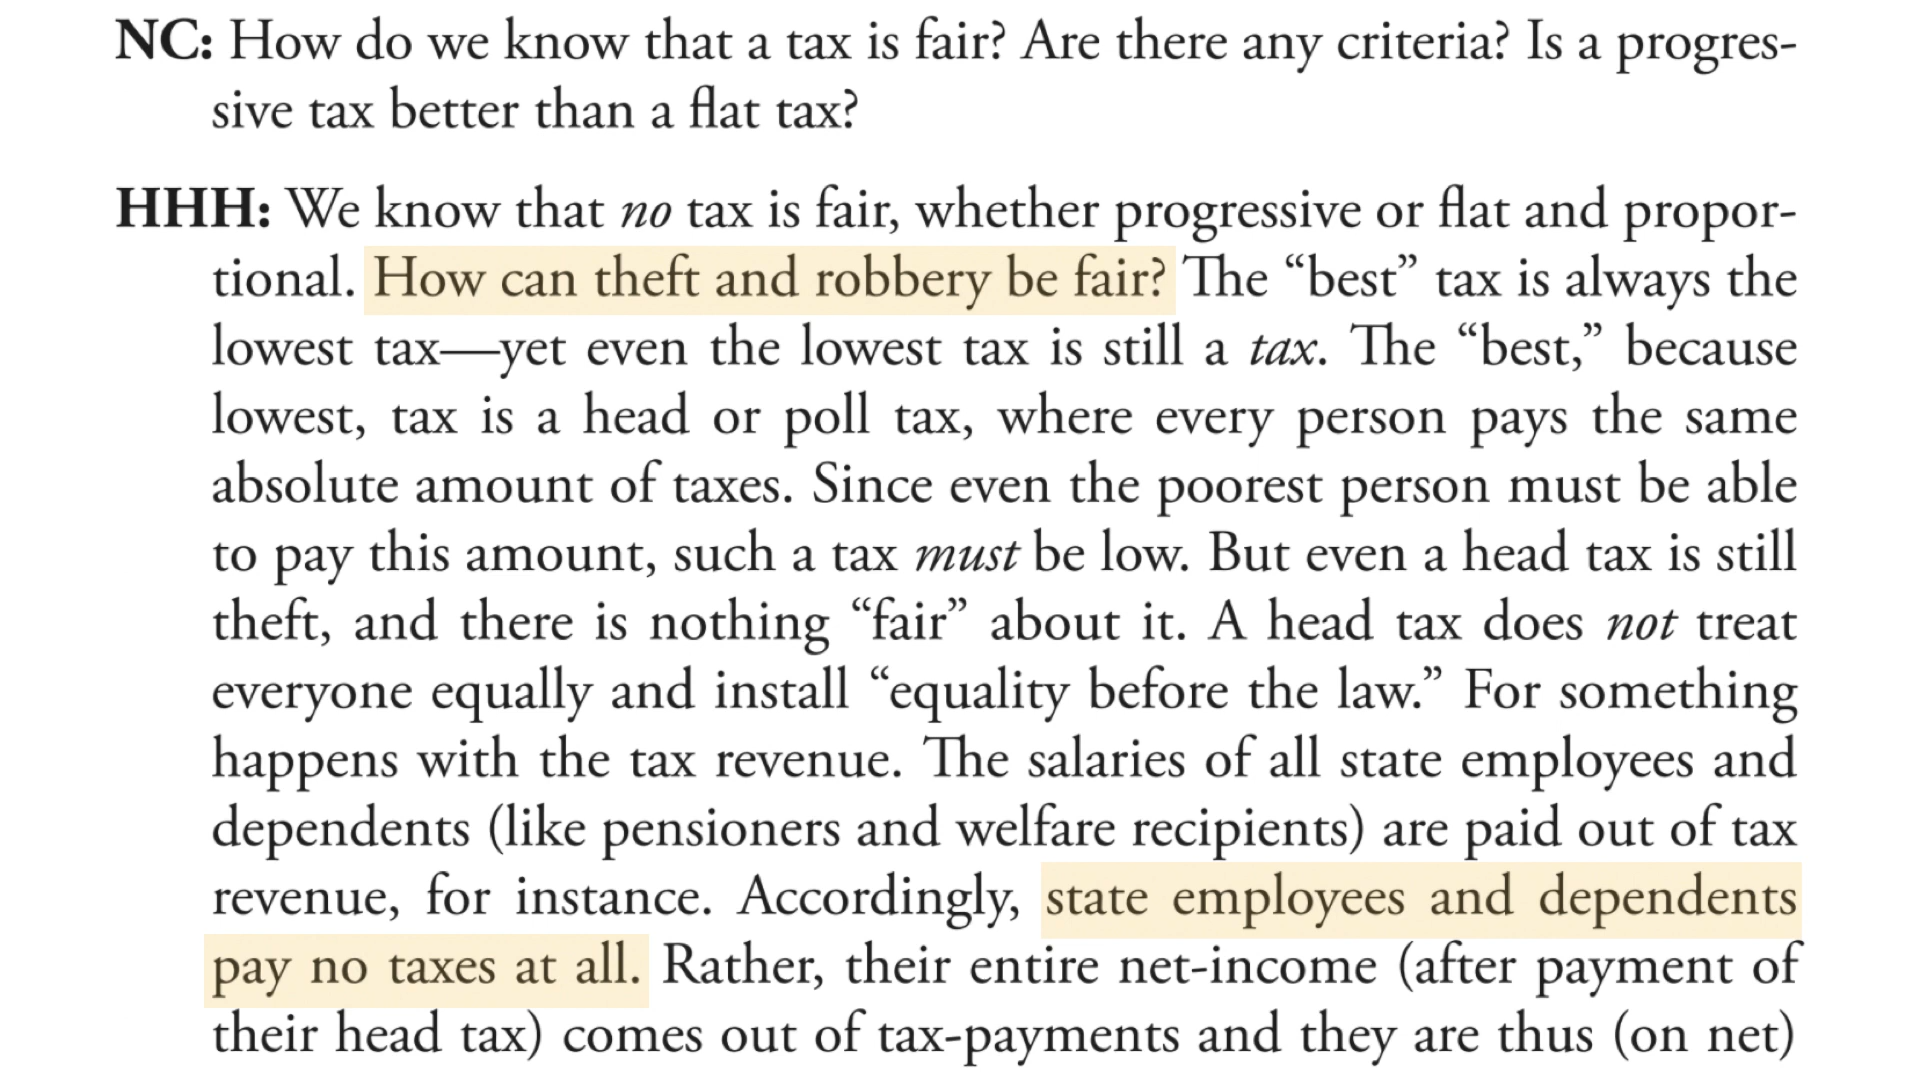 NC: How do we know that a tax is fair? Are there any criteria? Is a progres-
sive tax better than a flat tax?
HHH: We know that no tax is fair, whether progressive or flat and propor-
tional. How can theft and robbery be fair? The “best” tax is always the
lowest tax—yet even the lowest tax is still a tax. The “best,” because
lowest, tax is a head or poll tax, where every person pays the same
absolute amount of taxes. Since even the poorest person must be able
to pay this amount, such a tax must be low. But even a head tax is still
theft, and there is nothing “fair” about it. A head tax does not treat
everyone equally and install “equality before the law.” For something
happens with the tax revenue. The salaries of all state employees and
dependents (like pensioners and welfare recipients) are paid out of tax
revenue, for instance. Accordingly, state employees and dependents
pay no taxes at all. Rather, their entire net-income (after payment of
their head tax) comes out of tax-payments and they are thus (on net)